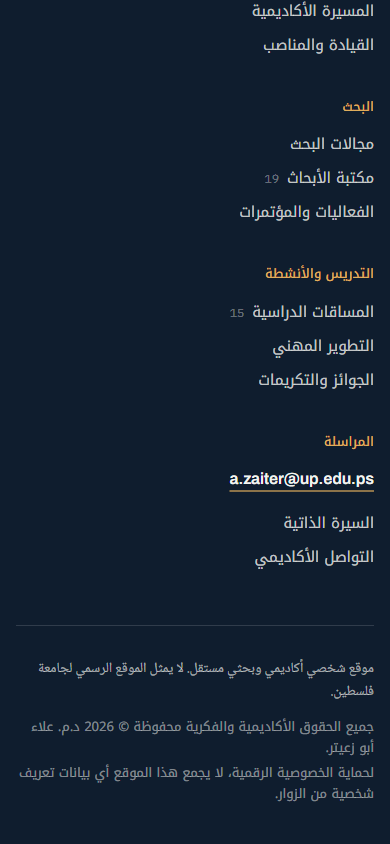 المسيرة الأكاديمية
القيادة والمناصب
البحث
مجالات البحث
مكتبة الأبحاث 19
الفعاليات والمؤتمرات
التدريس والأنشطة
المساقات الدراسية 15
التطوير المهني
الجوائز والتكريمات
المراسلة
a.zaiter@up.edu.ps
السيرة الذاتية
التواصل الأكاديمي
موقع شخصي أكاديمي وبحثي مستقل. لا يمثل الموقع الرسمي لجامعة
فلسطين.
جميع الحقوق الأكاديمية والفكرية محفوظة © 2026 د.م. علاء
أبو زعيتر.
لحماية الخصوصية الرقمية، لا يجمع هذا الموقع أي بيانات تعريف
شخصية من الزوار.